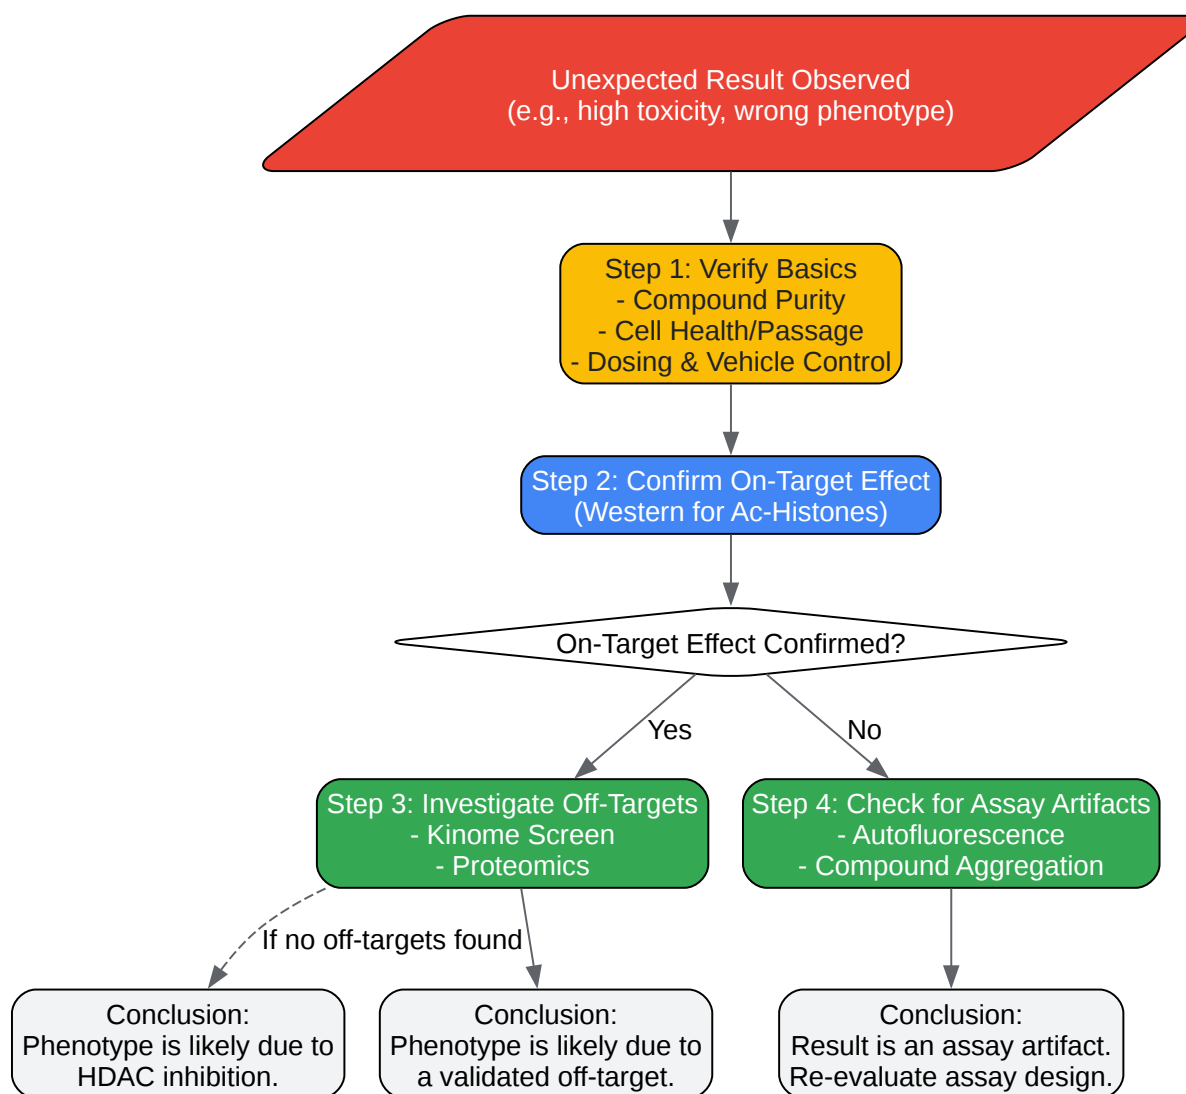 Unexpected Result Observed
(e.g., high toxicity, wrong phenotype)
Step 1: Verify Basics
- Compound Purity
- Cell Health/Passage
- Dosing & Vehicle Control
Step 2: Confirm On-Target Effect
(Western for Ac-Histones)
On-Target Effect Confirmed?
Yes
No
Step 3: Investigate Off-Targets
- Kinome Screen
- Proteomics
Step 4: Check for Assay Artifacts
- Autofluorescence
- Compound Aggregation
If no off-targets found
Conclusion:
Phenotype is likely due to
HDAC inhibition.
Conclusion:
Phenotype is likely due to
a validated off-target.
Conclusion:
Result is an assay artifact.
Re-evaluate assay design.